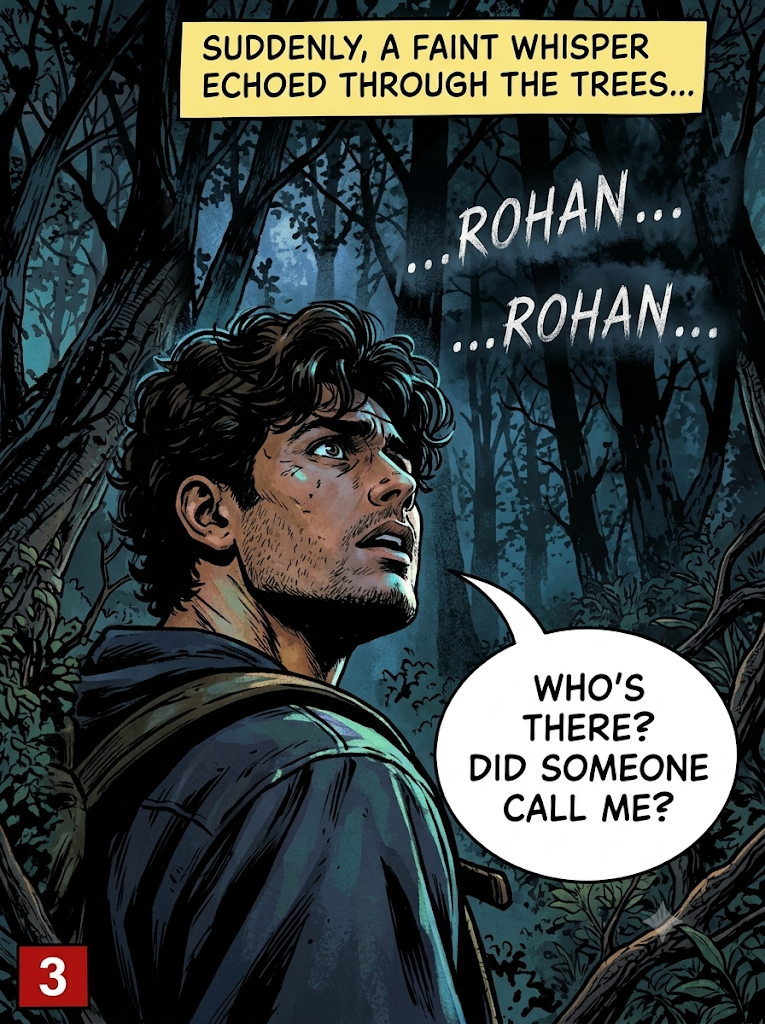 SUDDENLY, A FAINT WHISPER
ECHOED THROUGH THE TREES...
...ROHAN...
...ROHAN...
WHO'S
THERE?
DID SOMEONE
CALL ME?
3